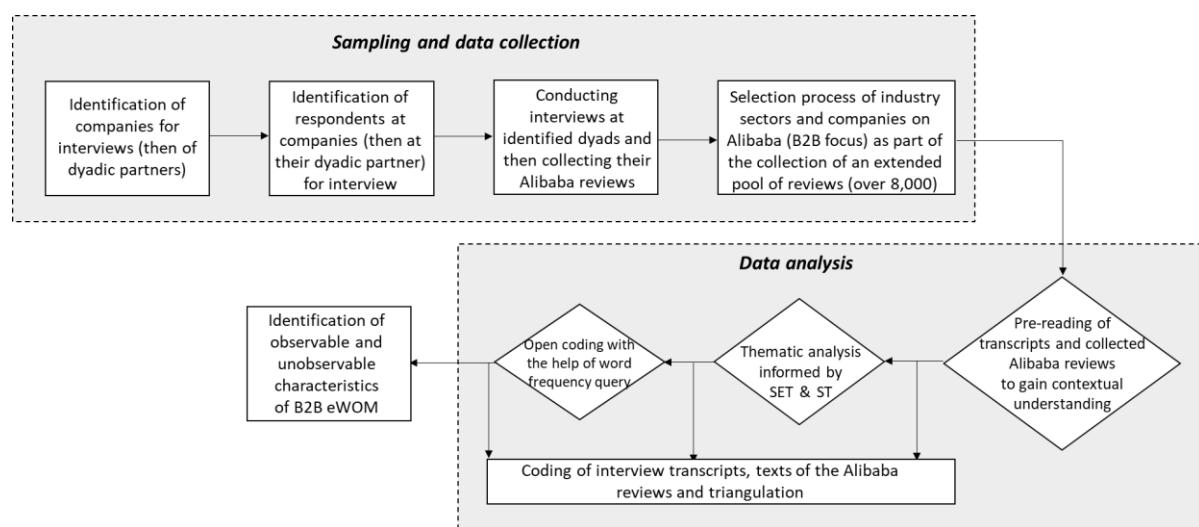 Sampling and data collection
Identification of
companies for
interviews (then of
dyadic partners)
Identification of
respondents at
companies (then at
their dyadic partner)
for interview
Conducting
interviews at
identified dyads and
then collecting their
Alibaba reviews
Selection process of industry
sectors and companies on
Alibaba (B2B focus) as part of
the collection of an extended
pool of reviews (over 8,000)
Data analysis
Pre-reading of
transcripts and collected
Alibaba reviews
to gain contextual
understanding
Thematic analysis
informed by
SET & ST
Open coding with
the help of word
frequency query
Identification of
observable and
unobservable
characteristics
of B2B eWOM
Coding of interview transcripts, texts of the Alibaba
reviews and triangulation